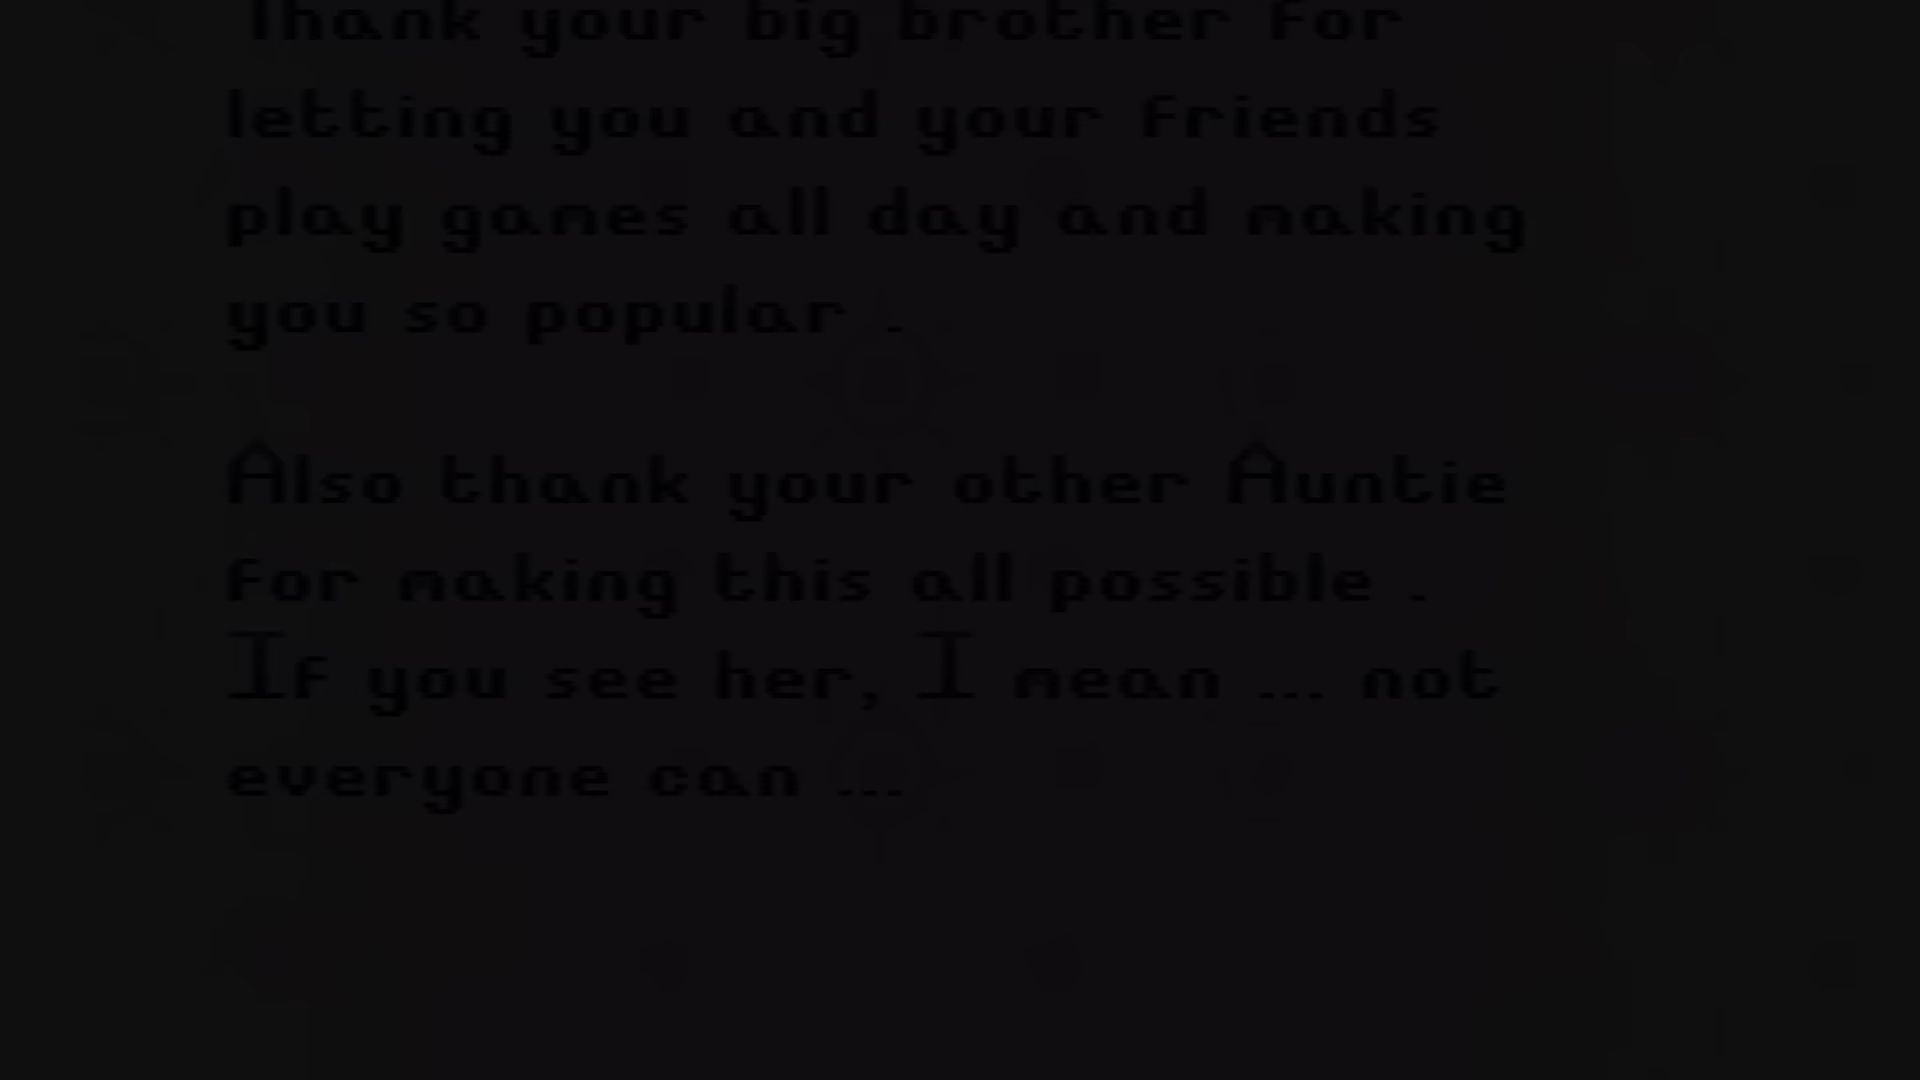 Thank your big brother for
letting you and your friends
play games all day and making
you so popular .
Also thank your other Auntie
for making this all possible .
If you see her, I mean ... not
everyone can ...